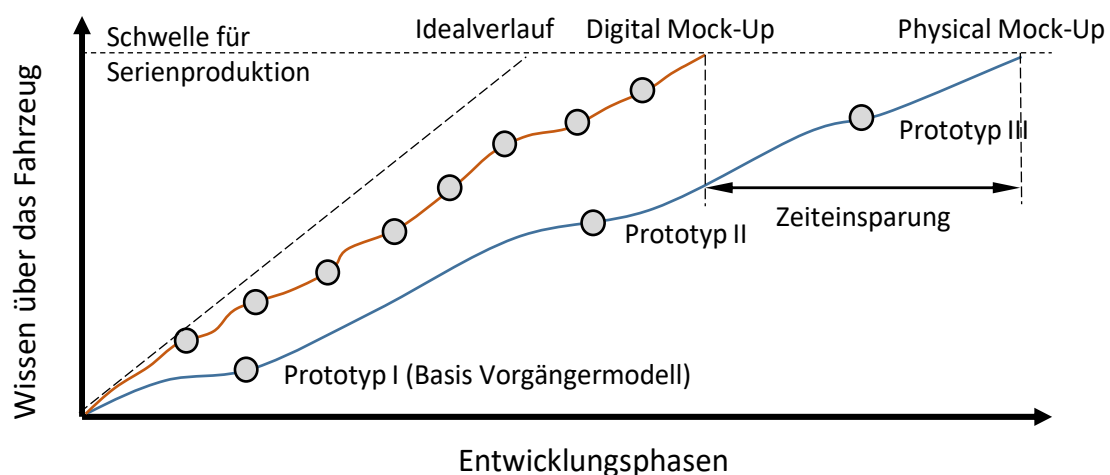 Schwelle für
Serienproduktion
Idealverlauf
Digital Mock-Up
Physical Mock-Up
Wissen über das Fahrzeug
Prototyp III
Zeiteinsparung
Prototyp II
Prototyp I (Basis Vorgängermodell)
Entwicklungsphasen